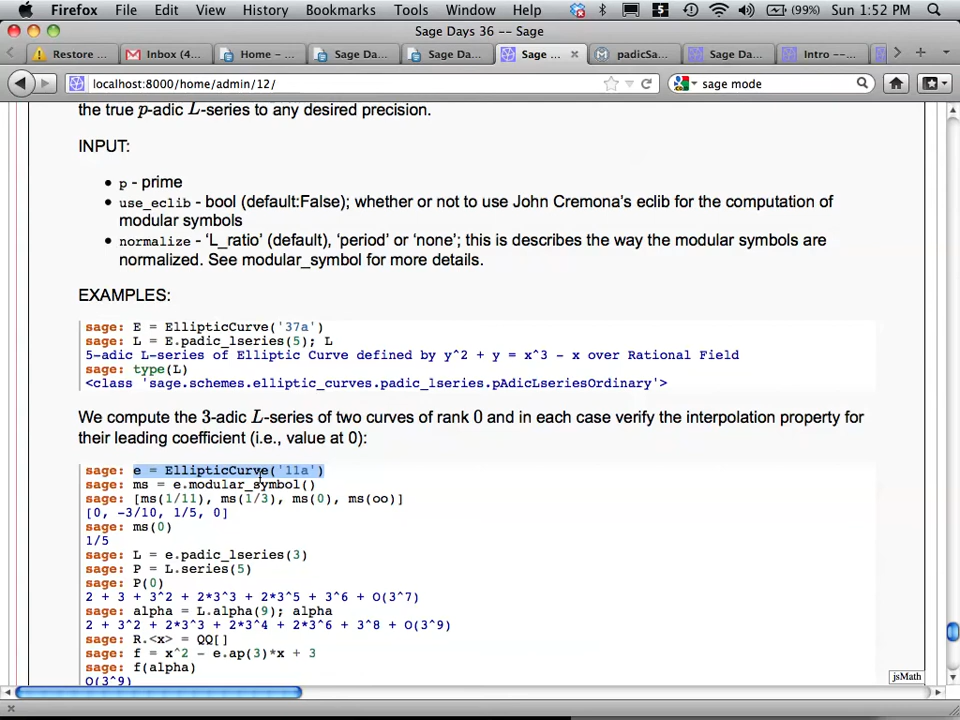 Firefox File Edit View History Bookmarks Tools Window Help (99%) Sun 1:52 PM
Sage Days 36 -- Sage
Restore ... Inbox (4) ... Home – ... Sage Da... Sage Da... Sage ... padicSa... Sage Da... Intro --...
localhost:8000/home/admin/12/ sage mode
the true p-adic L-series to any desired precision.
INPUT:
• p - prime
• use_eclib - bool (default:False); whether or not to use John Cremona's eclib for the computation of
modular symbols
• normalize - ‘L_ratio’ (default), ‘period’ or ‘none’; this is describes the way the modular symbols are
normalized. See modular_symbol for more details.
EXAMPLES:
sage: E = EllipticCurve('37a')
sage: L = E.padic_lseries(5); L
5-adic L-series of Elliptic Curve defined by y^2 + y = x^3 - x over Rational Field
sage: type(L)
<class 'sage.schemes.elliptic_curves.padic_lseries.pAdicLseriesOrdinary'>
We compute the 3-adic L-series of two curves of rank 0 and in each case verify the interpolation property for
their leading coefficient (i.e., value at 0):
sage: e = EllipticCurve('11a')
sage: ms = e.modular_symbol()
sage: [ms(1/11), ms(1/3), ms(0), ms(oo)]
[0, -3/10, 1/5, 0]
sage: ms(0)
1/5
sage: L = e.padic_lseries(3)
sage: P = L.series(5)
sage: P(0)
2 + 3 + 3^2 + 2*3^3 + 2*3^5 + 3^6 + O(3^7)
sage: alpha = L.alpha(9); alpha
2 + 3^2 + 2*3^3 + 2*3^4 + 2*3^6 + 3^8 + O(3^9)
sage: R.<x> = QQ[]
sage: f = x^2 - e.ap(3)*x + 3
sage: f(alpha)
O(3^9)
jsMath